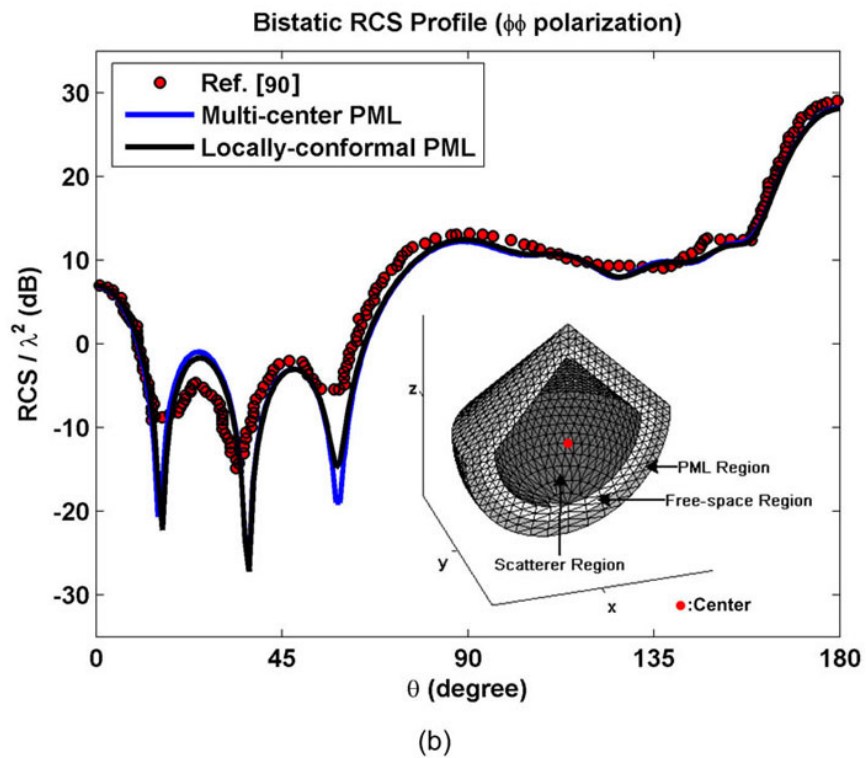 Bistatic RCS Profile (ϕϕ polarization)
Ref. [90]
Multi-center PML
Locally-conformal PML
30
20
10
0
-10
-20
-30
RCS / λ² (dB)
z
y
x
PML Region
Free-space Region
Scatterer Region
:Center
0
45
90
135
180
θ (degree)
(b)